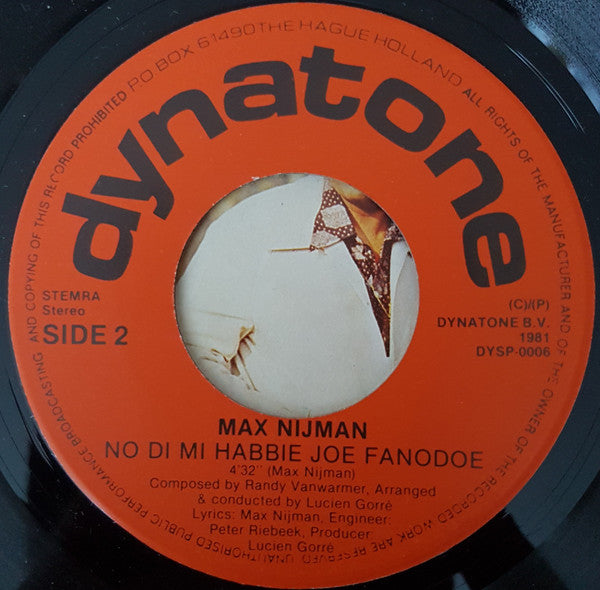 dynatone
PO BOX 61490 THE HAGUE HOLLAND
ALL RIGHTS OF THE MANUFACTURER AND OF THE OWNER OF THE RECORDED WORK ARE RESERVED. UNAUTHORISED PUBLIC PERFORMANCE BROADCASTING AND COPYING OF THIS RECORD PROHIBITED
STEMRA
Stereo
SIDE 2
(C)/(P)
DYNATONE B.V.
1981
DYSP-0006
MAX NIJMAN
NO DI MI HABBIE JOE FANODOE
4'32" (Max Nijman)
Composed by Randy Vanwarmer, Arranged
& conducted by Lucien Gorré
Lyrics: Max Nijman, Engineer:
Peter Riebeek, Producer:
Lucien Gorré